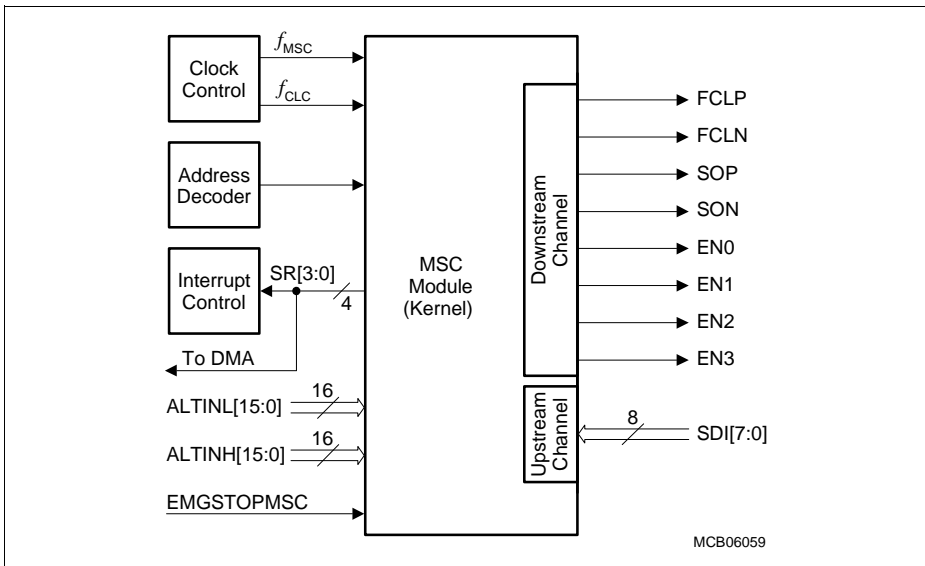 Clock
Control
fMSC
fCLC
Address
Decoder
Interrupt
Control
SR[3:0]
4
To DMA
ALTINL[15:0]
16
ALTINH[15:0]
16
EMGSTOPMSC
MSC
Module
(Kernel)
Downstream
Channel
Upstream
Channel
FCLP
FCLN
SOP
SON
EN0
EN1
EN2
EN3
8
SDI[7:0]
MCB06059